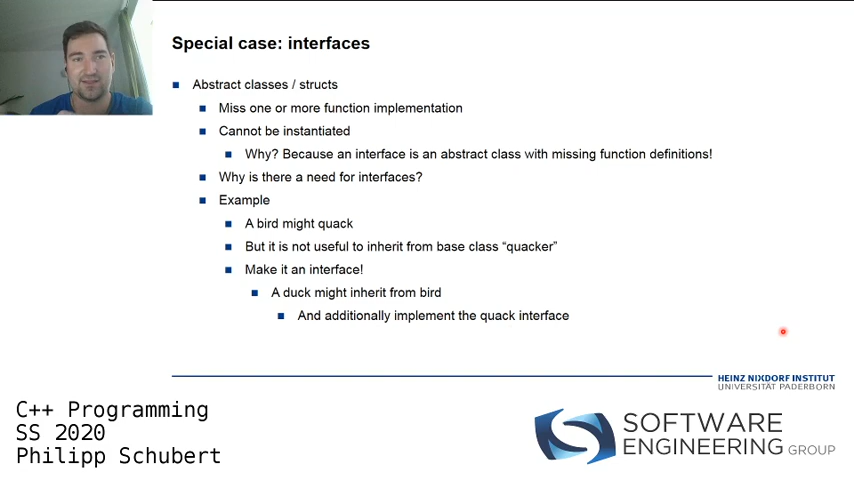 Special case: interfaces
Abstract classes / structs
Miss one or more function implementation
Cannot be instantiated
Why? Because an interface is an abstract class with missing function definitions!
Why is there a need for interfaces?
Example
A bird might quack
But it is not useful to inherit from base class “quacker”
Make it an interface!
A duck might inherit from bird
And additionally implement the quack interface
HEINZ NIXDORF INSTITUT
UNIVERSITÄT PADERBORN
C++ Programming
SS 2020
Philipp Schubert
SOFTWARE
ENGINEERING GROUP